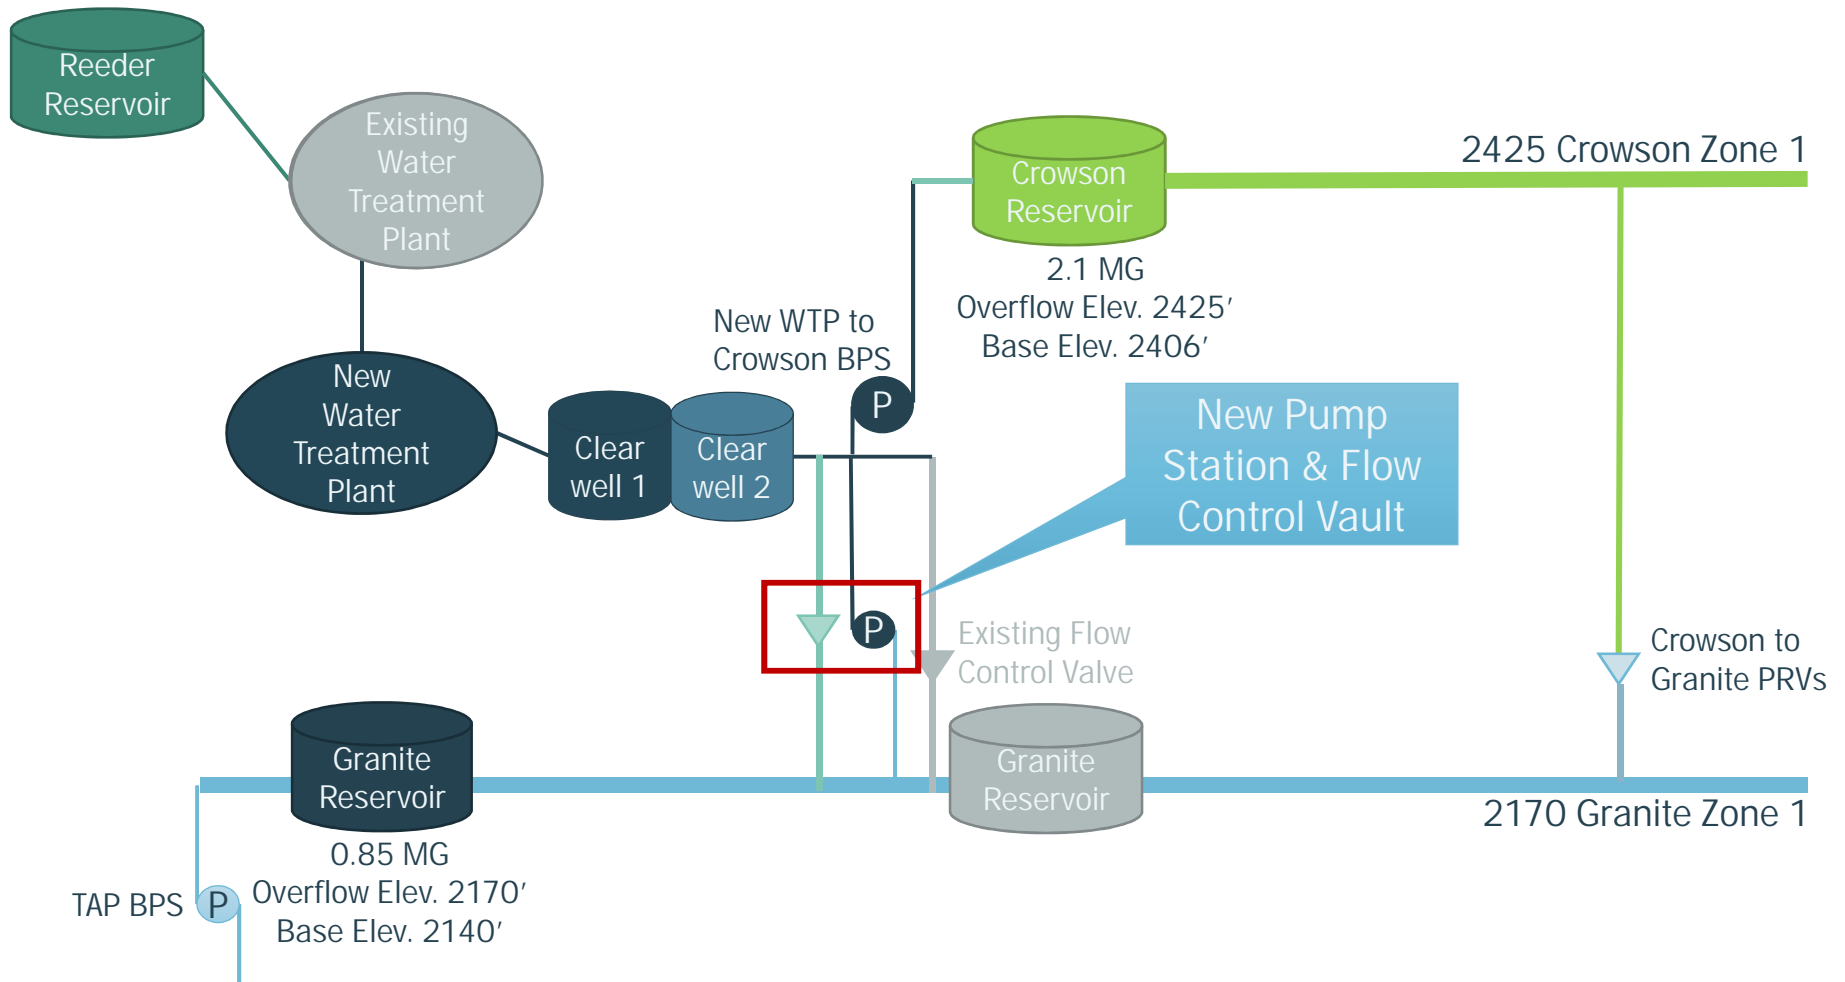 Reeder
Reservoir
Existing
Water
Treatment
Plant
New
Water
Treatment
Plant
Clear
well 1
Clear
well 2
New WTP to
Crowson BPS
P
Crowson
Reservoir
2.1 MG
Overflow Elev. 2425′
Base Elev. 2406′
2425 Crowson Zone 1
New Pump
Station & Flow
Control Vault
P
Existing Flow
Control Valve
Crowson to
Granite PRVs
Granite
Reservoir
0.85 MG
Overflow Elev. 2170′
Base Elev. 2140′
Granite
Reservoir
2170 Granite Zone 1
TAP BPS
P